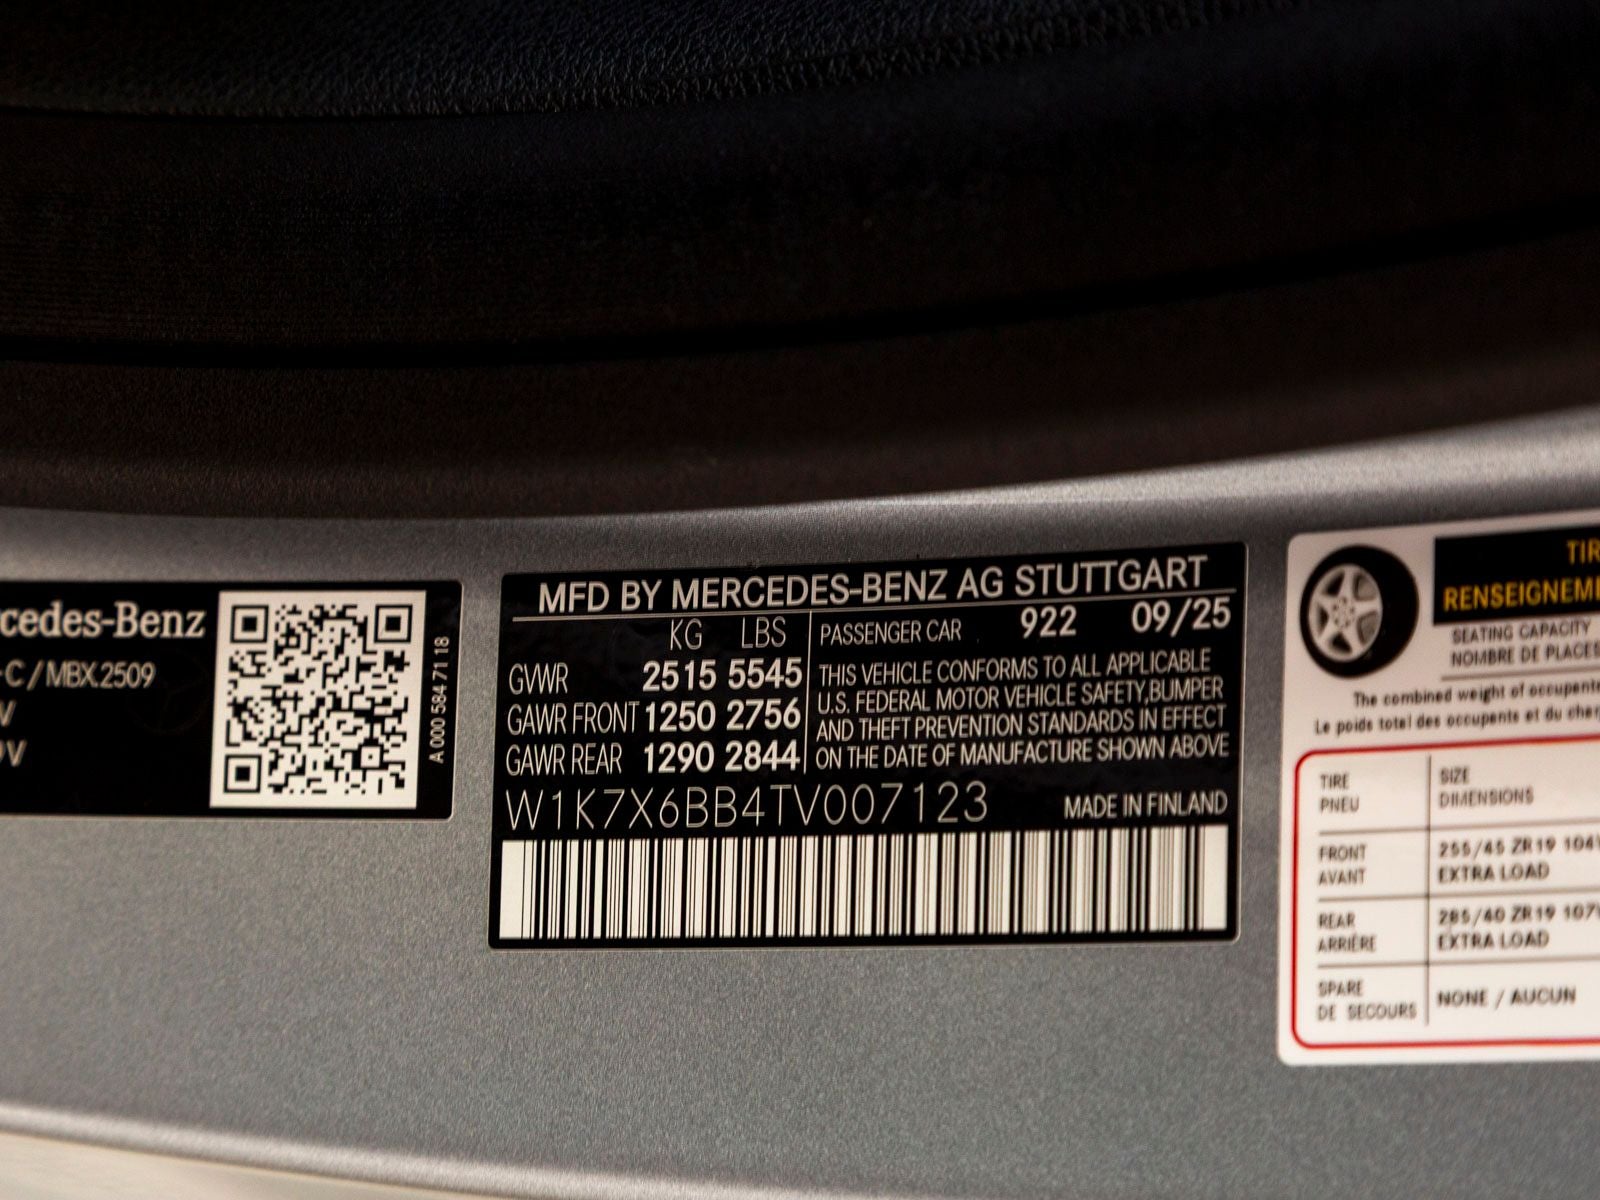 cedes-Benz
-C / MBX.2509
V
A 000 584 71 18
MFD BY MERCEDES-BENZ AG STUTTGART
KG LBS
GVWR 2515 5545
GAWR FRONT 1250 2756
GAWR REAR 1290 2844
PASSENGER CAR 922 09/25
THIS VEHICLE CONFORMS TO ALL APPLICABLE
U.S. FEDERAL MOTOR VEHICLE SAFETY,BUMPER
AND THEFT PREVENTION STANDARDS IN EFFECT
ON THE DATE OF MANUFACTURE SHOWN ABOVE
W1K7X6BB4TV007123 MADE IN FINLAND
TIR
RENSEIGNEME
SEATING CAPACITY
NOMBRE DE PLACES
The combined weight of occupants
Le poids total des occupants et du char
TIRE SIZE
PNEU DIMENSIONS
FRONT 255/45 ZR19 104
AVANT EXTRA LOAD
REAR 285/40 ZR19 107
ARRIÈRE EXTRA LOAD
SPARE NONE / AUCUN
DE SECOURS